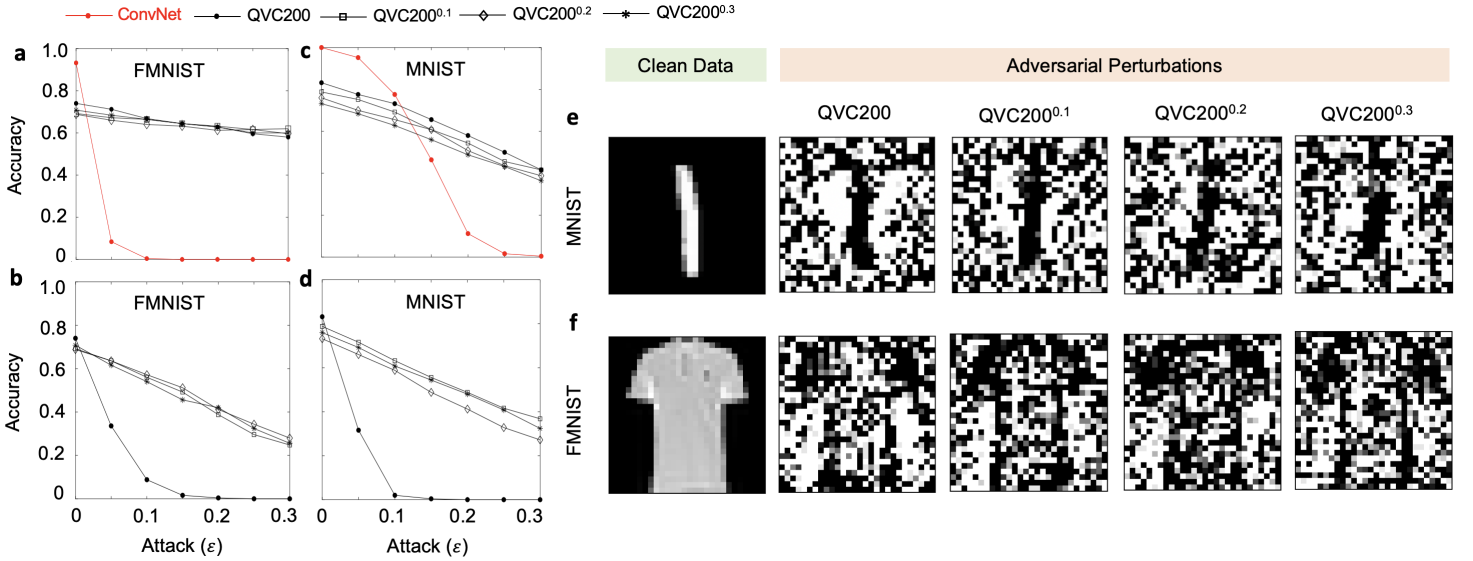 ConvNet QVC200 QVC200^0.1 QVC200^0.2 QVC200^0.3
a
FMNIST
Accuracy
1.0
0.8
0.6
0.4
0.2
0
c
MNIST
b
FMNIST
Accuracy
1.0
0.8
0.6
0.4
0.2
0
0 0.1 0.2 0.3
Attack (ε)
d
MNIST
0 0.1 0.2 0.3
Attack (ε)
Clean Data Adversarial Perturbations
QVC200 QVC200^0.1 QVC200^0.2 QVC200^0.3
e
MNIST
f
FMNIST